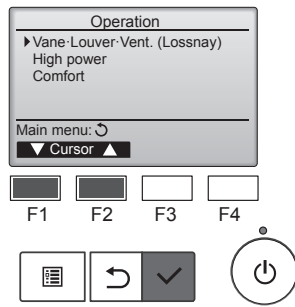 Operation
Vane·Louver·Vent. (Lossnay)
High power
Comfort
Main menu:
Cursor
F1 F2 F3 F4